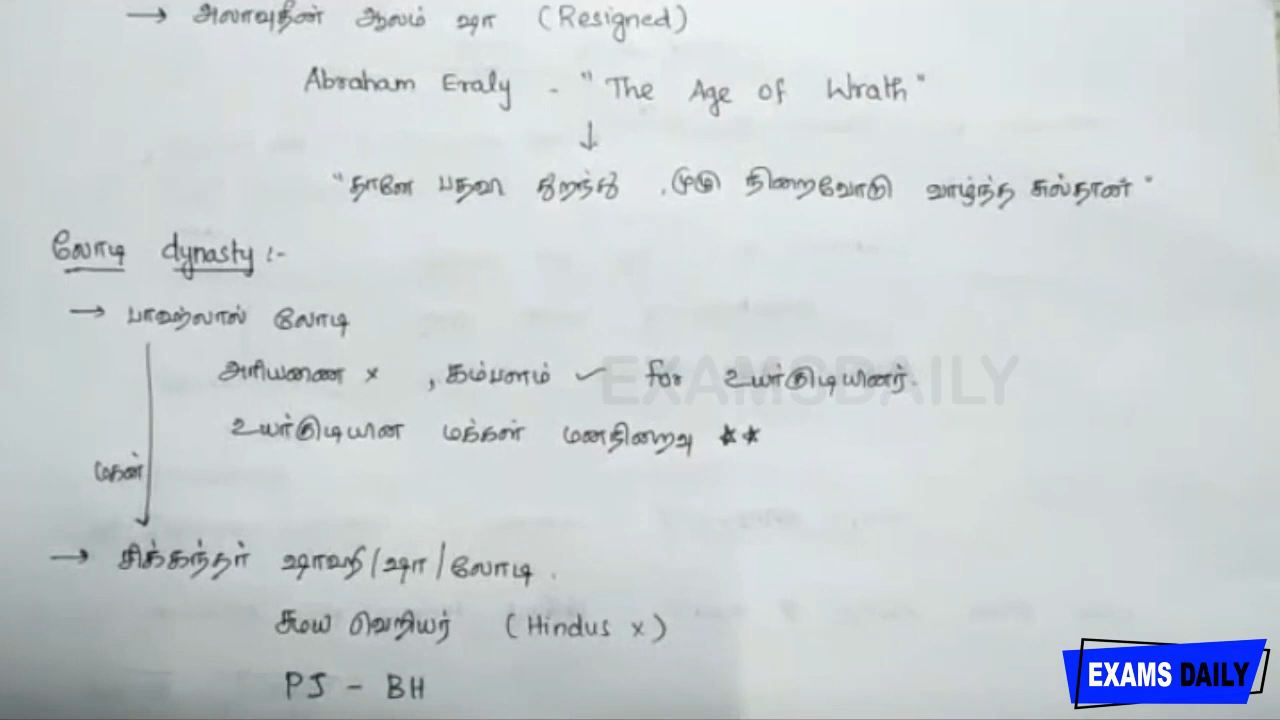 → அலாவுதீன் ஆலம் ஷா (Resigned)
Abraham Eraly - "The Age of Wrath"
↓
"தானே பதவி துறந்து, முழு நிறைவோடு வாழ்ந்த சுல்தான்"
லோடி dynasty :-
→ பாஹ்லால் லோடி
அரியணை x , கம்பளம் ✓ for உயர்குடியினர்.
உயர்குடியின மக்கள் மனநிறைவு ★★
மகன்
→ சிக்கந்தர் ஷாஹி/ஷா/லோடி.
சமய வெறியர் (Hindus x)
PJ - BH
EXAMSDAILY
EXAMS DAILY